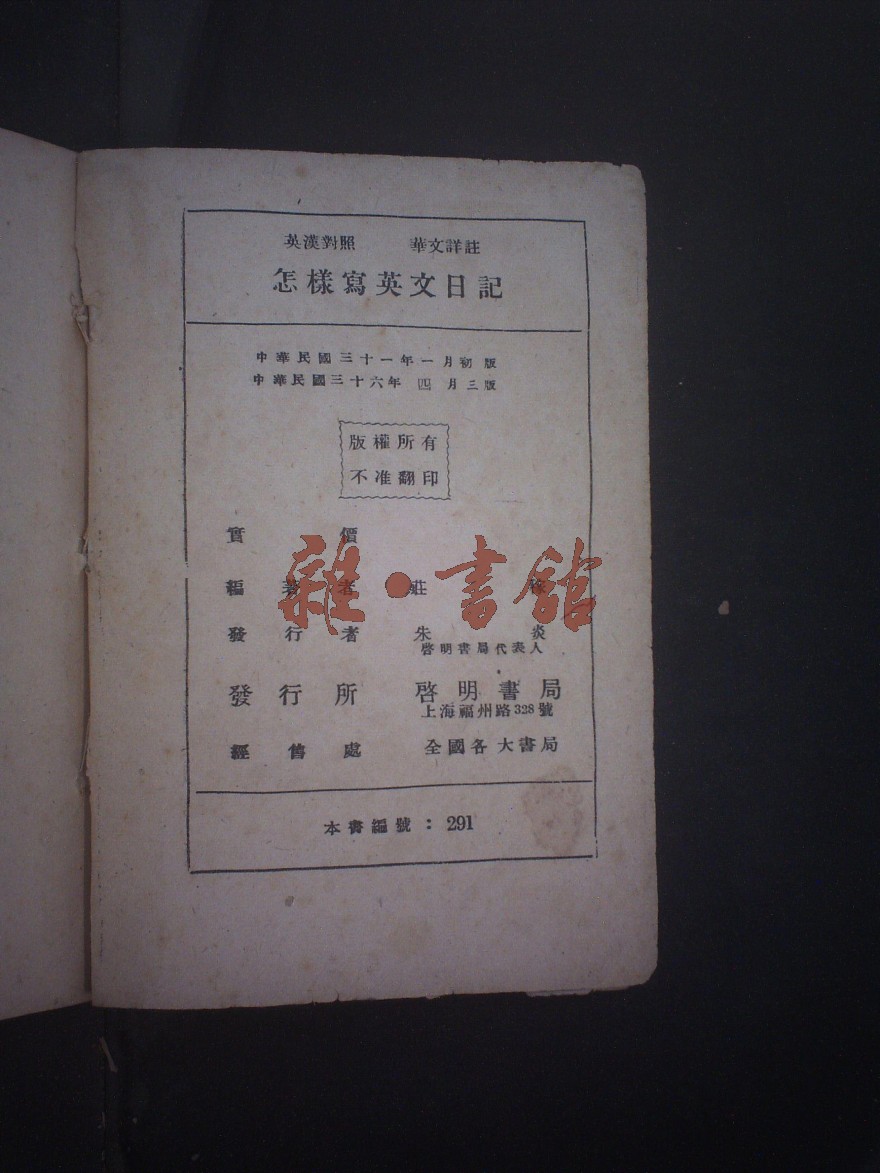 英漢對照 華文詳註
怎樣寫英文日記
中華民國三十一年一月初版
中華民國三十六年四月三版
版權所有
不准翻印
實價
編著者 莊
發行者 朱炎
啓明書局代表人
發行所 啓明書局
上海福州路328號
經售處 全國各大書局
本書編號：291
雜·書館